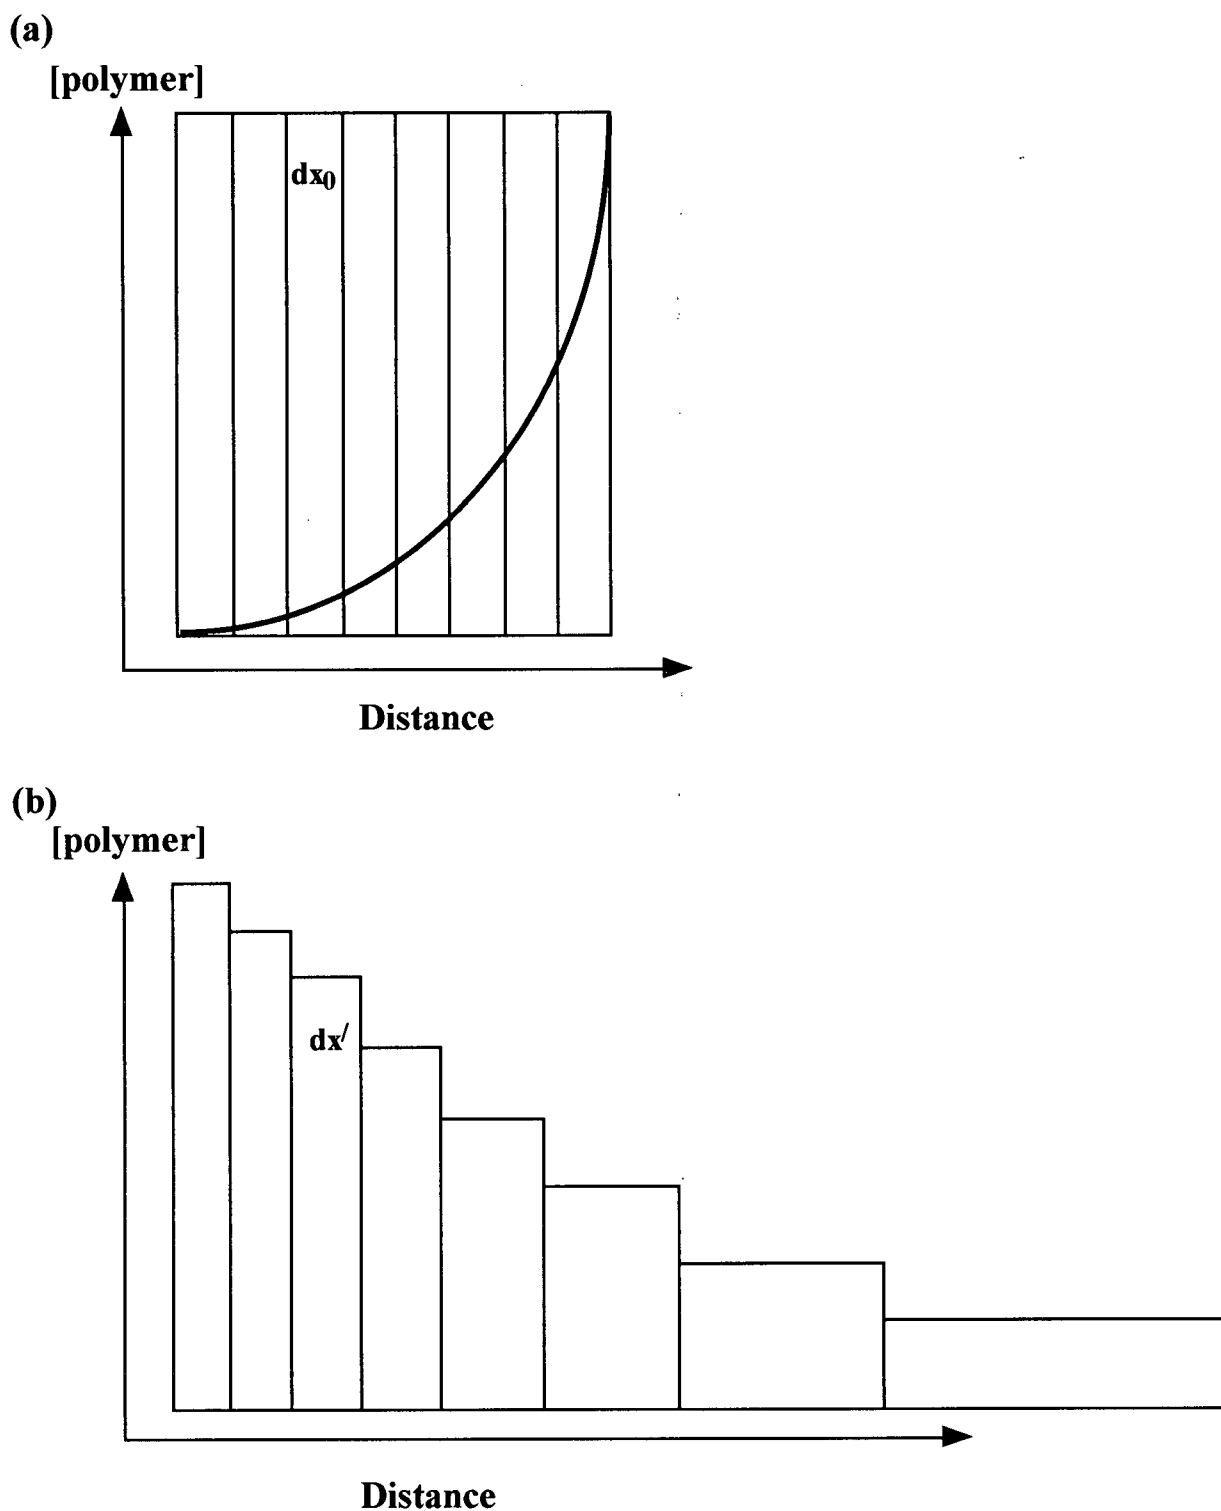 (a)
[polymer]
dx₀
Distance
(b)
[polymer]
dx/
Distance